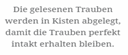 Die gelesenen Trauben
werden in Kisten abgelegt,
damit die Trauben perfekt
intakt erhalten bleiben.